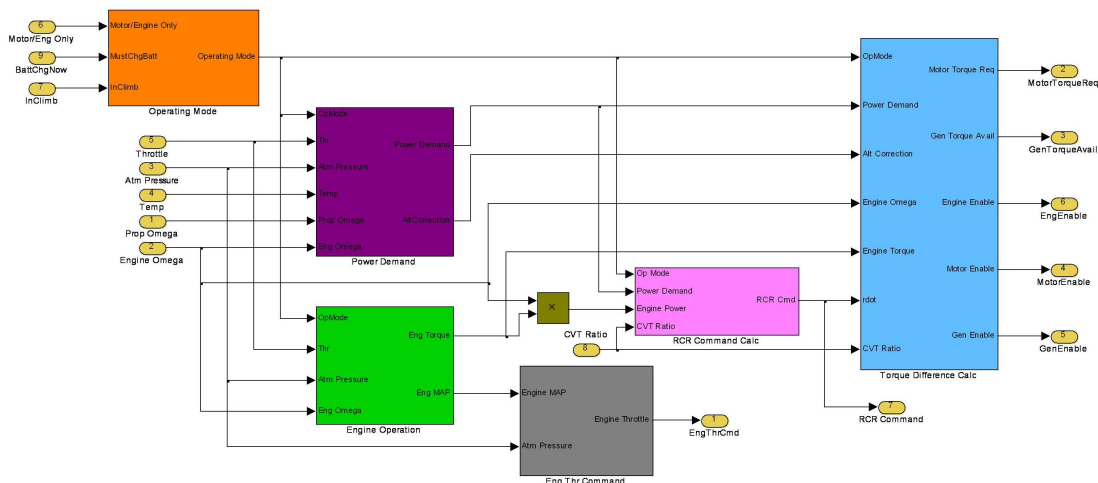 6
Motor/Eng Only
9
BattChgNow
7
InClimb
Motor/Engine Only
MustChgBatt
InClimb
Operating Mode
Operating Mode
5
Throttle
3
Atm Pressure
4
Temp
1
Prop Omega
2
Engine Omega
OpMode
Thr
Atm Pressure
Temp
Prop Omega
Eng Omega
Power Demand
Alt Correction
Power Demand
OpMode
Thr
Atm Pressure
Eng Omega
Eng Torque
Eng MAP
Engine Operation
×
CVT Ratio
8
Op Mode
Power Demand
Engine Power
CVT Ratio
RCR Cmd
RCR Command Calc
Engine MAP
Atm Pressure
Engine Throttle
Eng Thr Command
1
EngThrCmd
OpMode
Power Demand
Alt Correction
Engine Omega
Engine Torque
rdot
CVT Ratio
Motor Torque Req
Gen Torque Avail
Engine Enable
Motor Enable
Gen Enable
Torque Difference Calc
2
MotorTorqueReq
3
GenTorqueAvail
6
EngEnable
4
MotorEnable
5
GenEnable
7
RCR Command